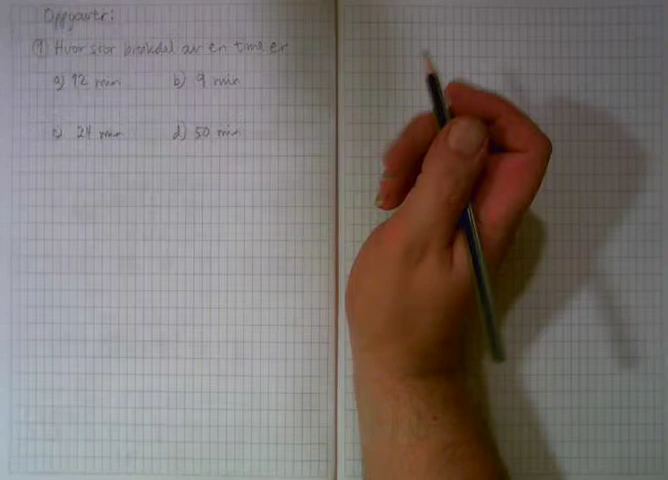 Oppgaver:
1) Hvor stor brøkdel av en time er
a) 12 min b) 9 min
c) 24 min d) 50 min